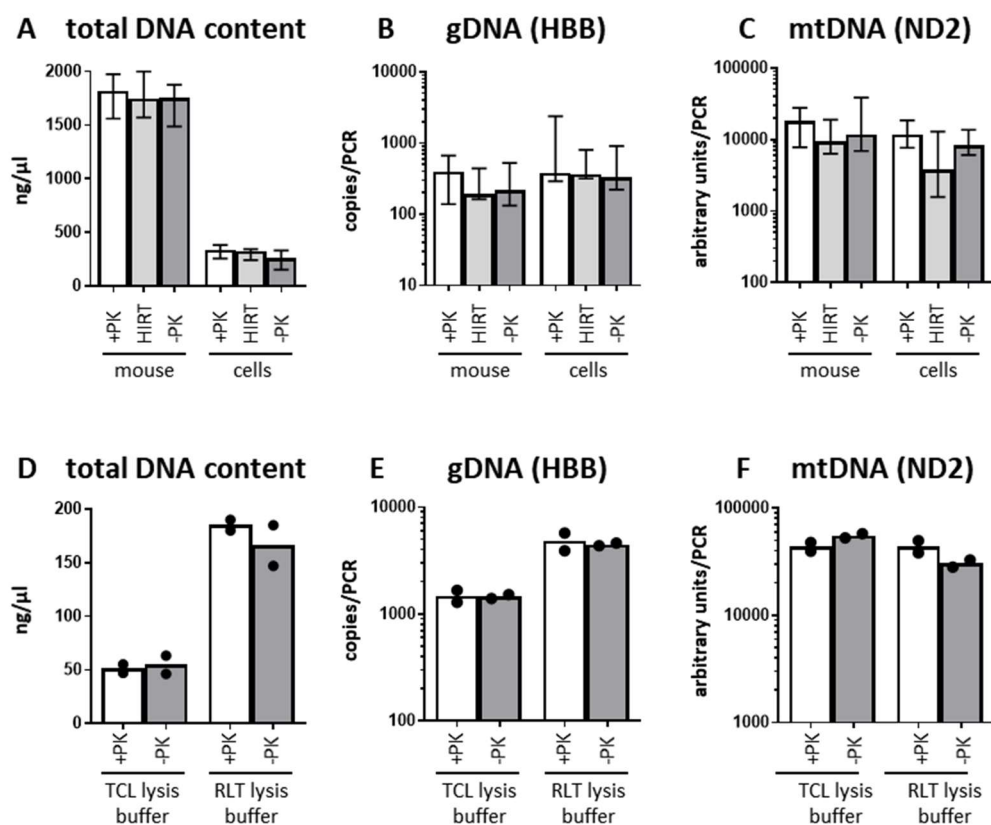 A total DNA content
ng/µl
2000
1500
1000
500
0
+PK HIRT -PK +PK HIRT -PK
mouse cells
B gDNA (HBB)
copies/PCR
10000
1000
100
10
+PK HIRT -PK +PK HIRT -PK
mouse cells
C mtDNA (ND2)
arbitrary units/PCR
100000
10000
1000
100
+PK HIRT -PK +PK HIRT -PK
mouse cells
D total DNA content
ng/µl
200
150
100
50
0
+PK -PK +PK -PK
TCL lysis RLT lysis
buffer buffer
E gDNA (HBB)
copies/PCR
10000
1000
100
+PK -PK +PK -PK
TCL lysis RLT lysis
buffer buffer
F mtDNA (ND2)
arbitrary units/PCR
100000
10000
1000
+PK -PK +PK -PK
TCL lysis RLT lysis
buffer buffer